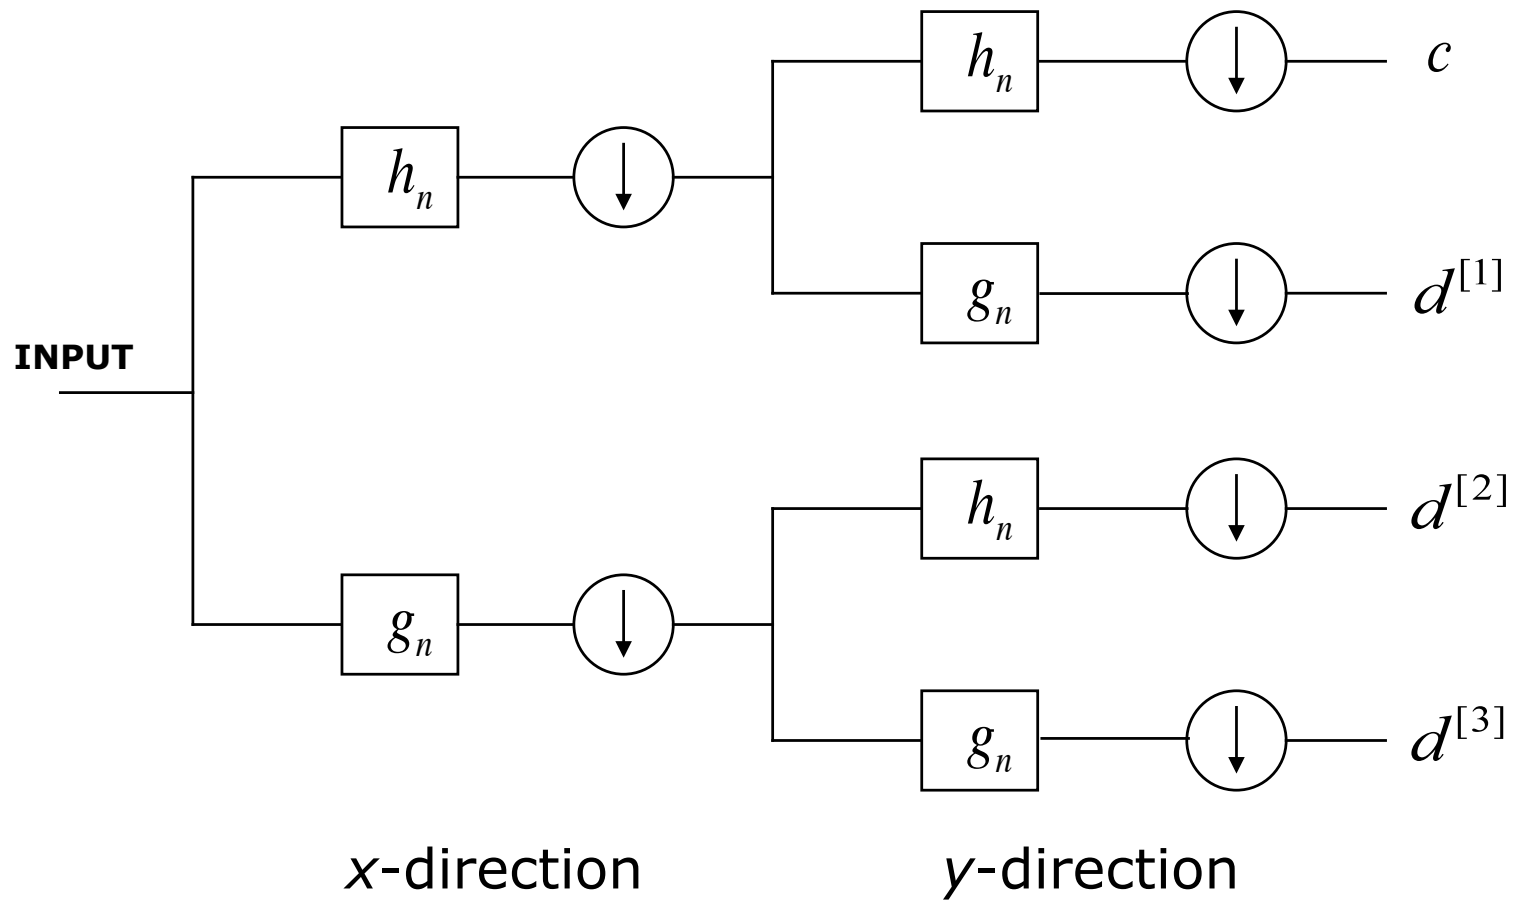 h_n
c
h_n
g_n
d^{[1]}
INPUT
h_n
d^{[2]}
g_n
g_n
d^{[3]}
x-direction
y-direction